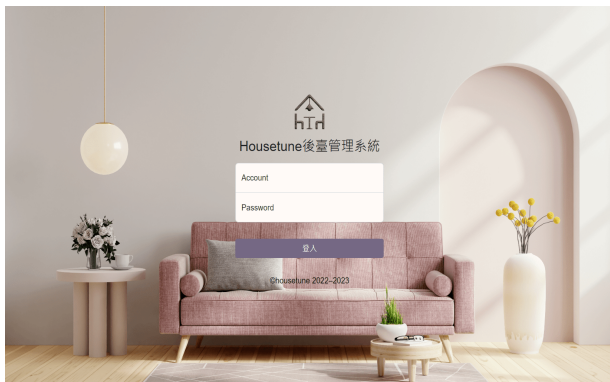 Housetune後臺管理系統
Account
Password
登入
©housetune 2022–2023